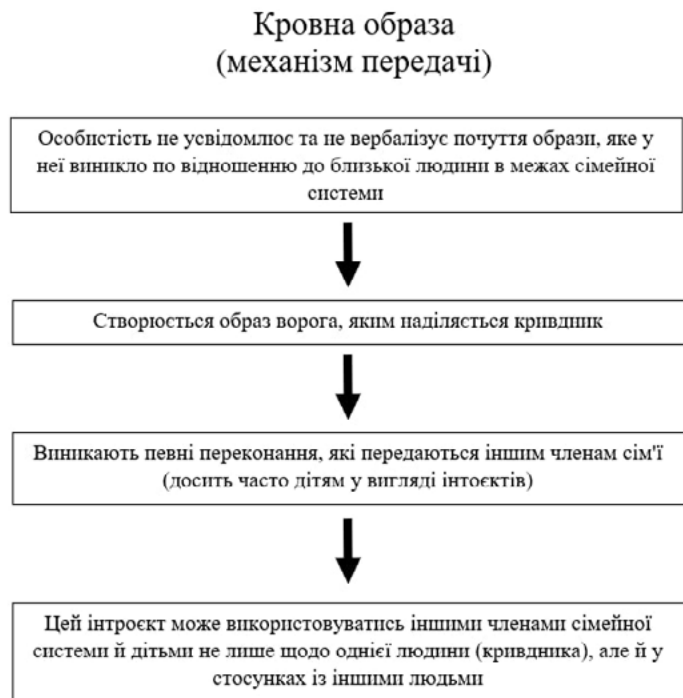 Кровна образа
(механізм передачі)
Особистість не усвідомлює та не вербалізує почуття образи, яке у
неї виникло по відношенню до близької людини в межах сімейної
системи
Створюється образ ворога, яким наділяється кривдник
Виникають певні переконання, які передаються іншим членам сім'ї
(досить часто дітям у вигляді інтоєктів)
Цей інтроєкт може використовуватись іншими членами сімейної
системи й дітьми не лише щодо однієї людини (кривдника), але й у
стосунках із іншими людьми